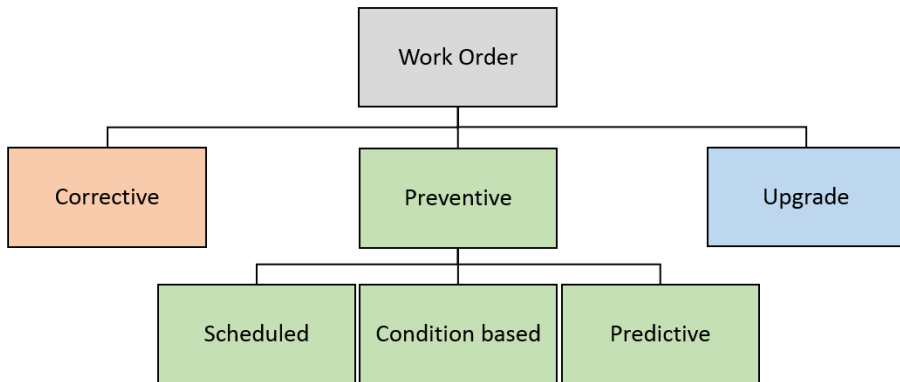 Work Order
Corrective
Preventive
Upgrade
Scheduled
Condition based
Predictive